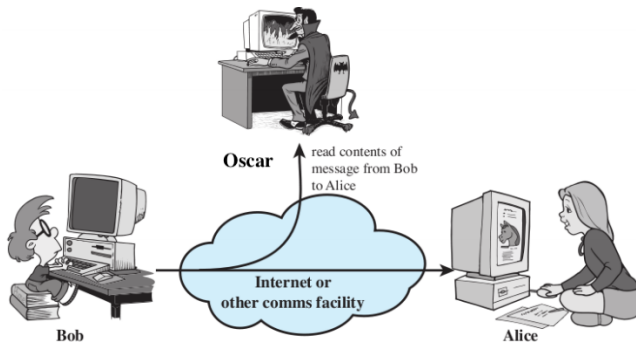 Oscar
read contents of
message from Bob
to Alice
Internet or
other comms facility
Bob
Alice